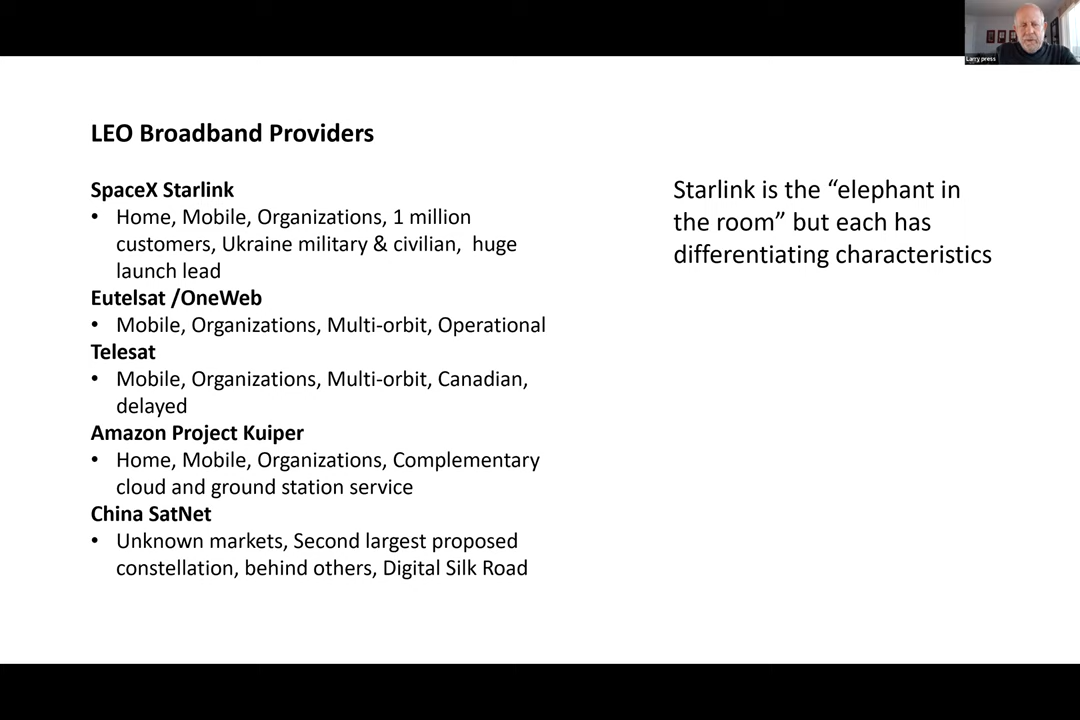 Larry press
LEO Broadband Providers
SpaceX Starlink
• Home, Mobile, Organizations, 1 million
customers, Ukraine military & civilian,  huge
launch lead
Eutelsat /OneWeb
• Mobile, Organizations, Multi-orbit, Operational
Telesat
• Mobile, Organizations, Multi-orbit, Canadian,
delayed
Amazon Project Kuiper
• Home, Mobile, Organizations, Complementary
cloud and ground station service
China SatNet
• Unknown markets, Second largest proposed
constellation, behind others, Digital Silk Road
Starlink is the “elephant in
the room” but each has
differentiating characteristics